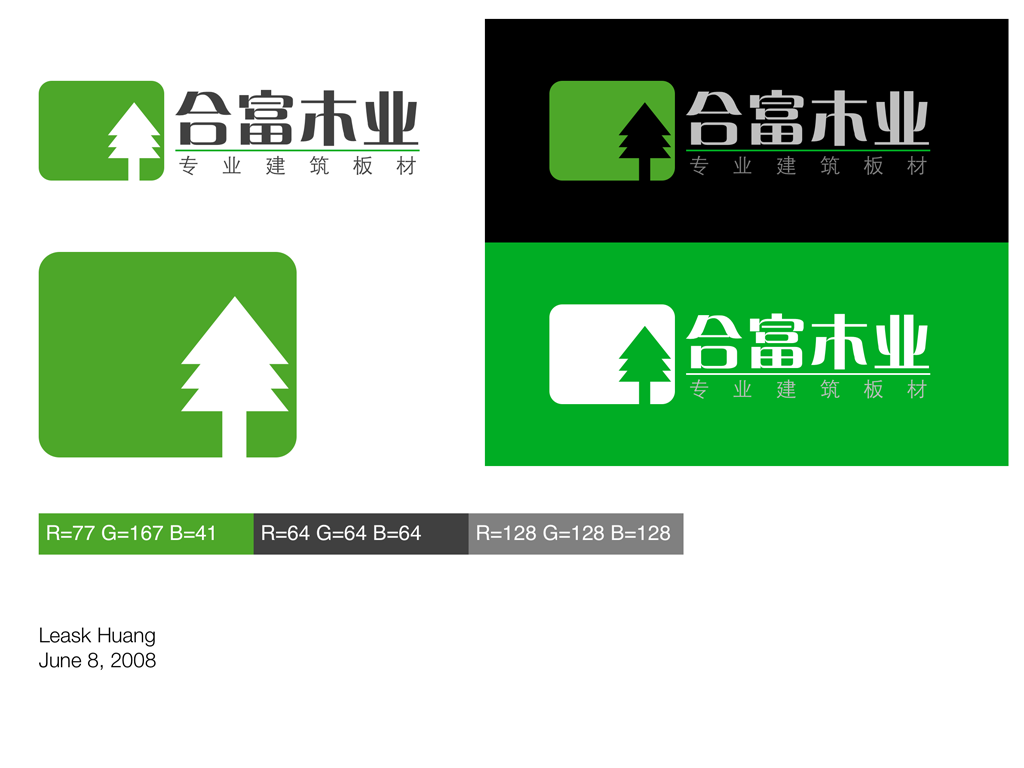 合富木业
专业建筑板材
合富木业
专业建筑板材
合富木业
专业建筑板材
R=77 G=167 B=41
R=64 G=64 B=64
R=128 G=128 B=128
Leask Huang
June 8, 2008